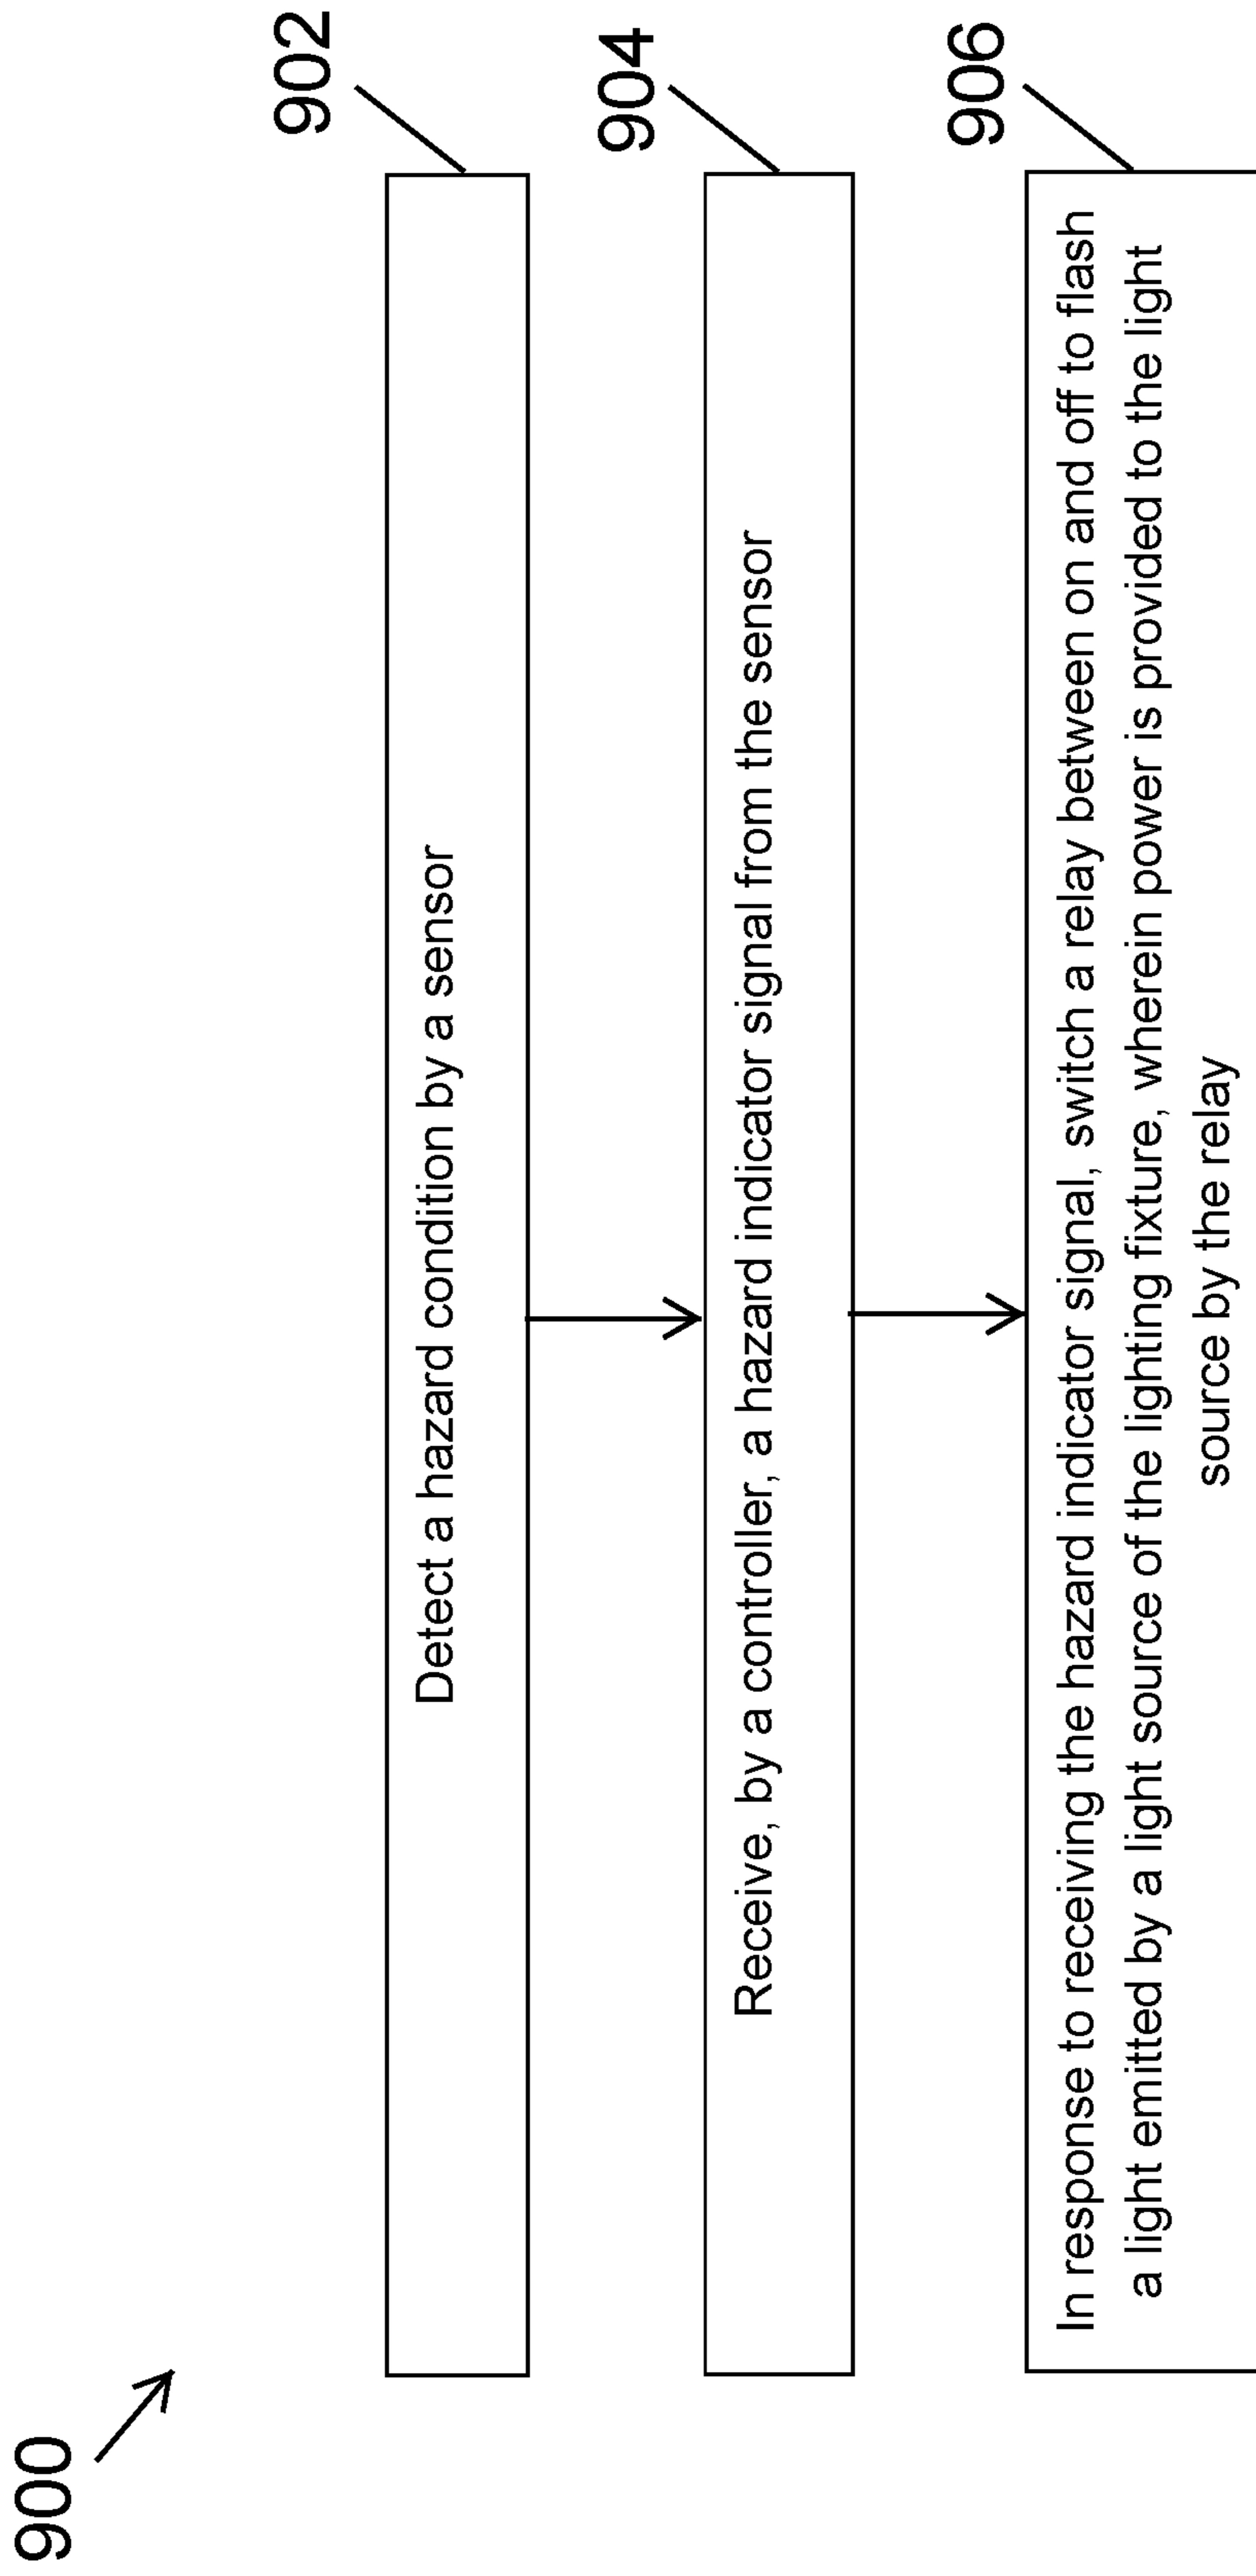 900
902
Detect a hazard condition by a sensor
904
Receive, by a controller, a hazard indicator signal from the sensor
906
In response to receiving the hazard indicator signal, switch a relay between on and off to flash
a light emitted by a light source of the lighting fixture, wherein power is provided to the light
source by the relay